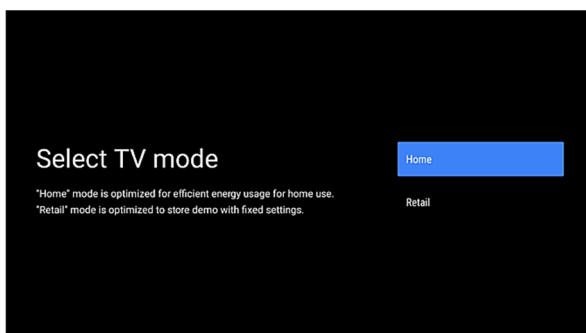 Select TV mode
"Home" mode is optimized for efficient energy usage for home use.
"Retail" mode is optimized to store demo with fixed settings.
Home
Retail